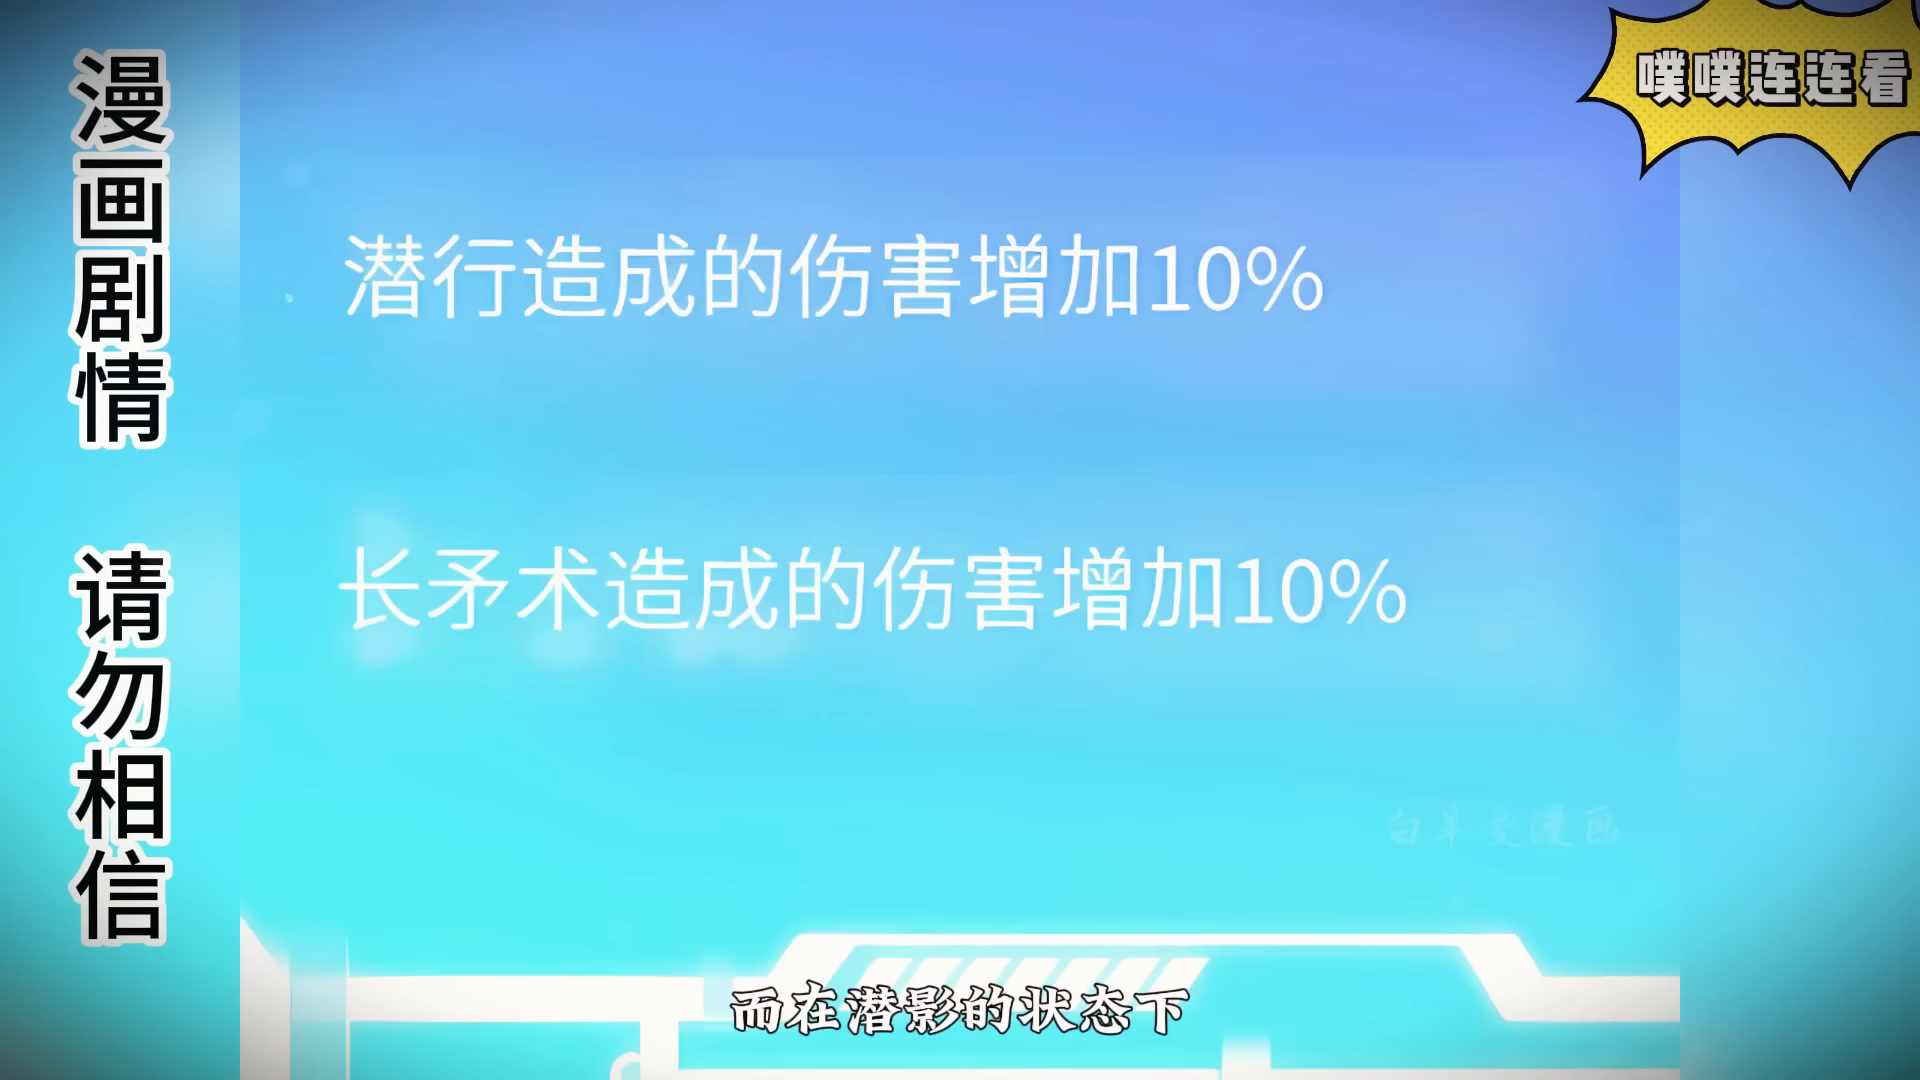 漫画剧情 请勿相信
噗噗连连看
潜行造成的伤害增加10%
长矛术造成的伤害增加10%
而在潜影的状态下